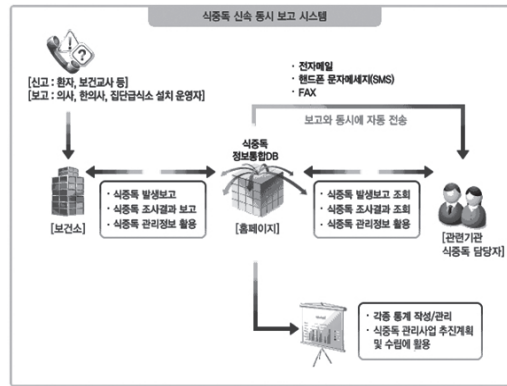 식중독 신속 동시 보고 시스템
[신고 : 환자, 보건교사 등]
[보고 : 의사, 한의사, 집단급식소 설치 운영자]
· 전자메일
· 핸드폰 문자메세지(SMS)
· FAX
보고와 동시에 자동 전송
식중독
정보통합DB
[보건소]
· 식중독 발생보고
· 식중독 조사결과 보고
· 식중독 관리정보 활용
[홈페이지]
· 식중독 발생보고 조회
· 식중독 조사결과 조회
· 식중독 관리정보 활용
[관련기관
식중독 담당자]
· 각종 통계 작성/관리
· 식중독 관리사업 추진계획
및 수립에 활용